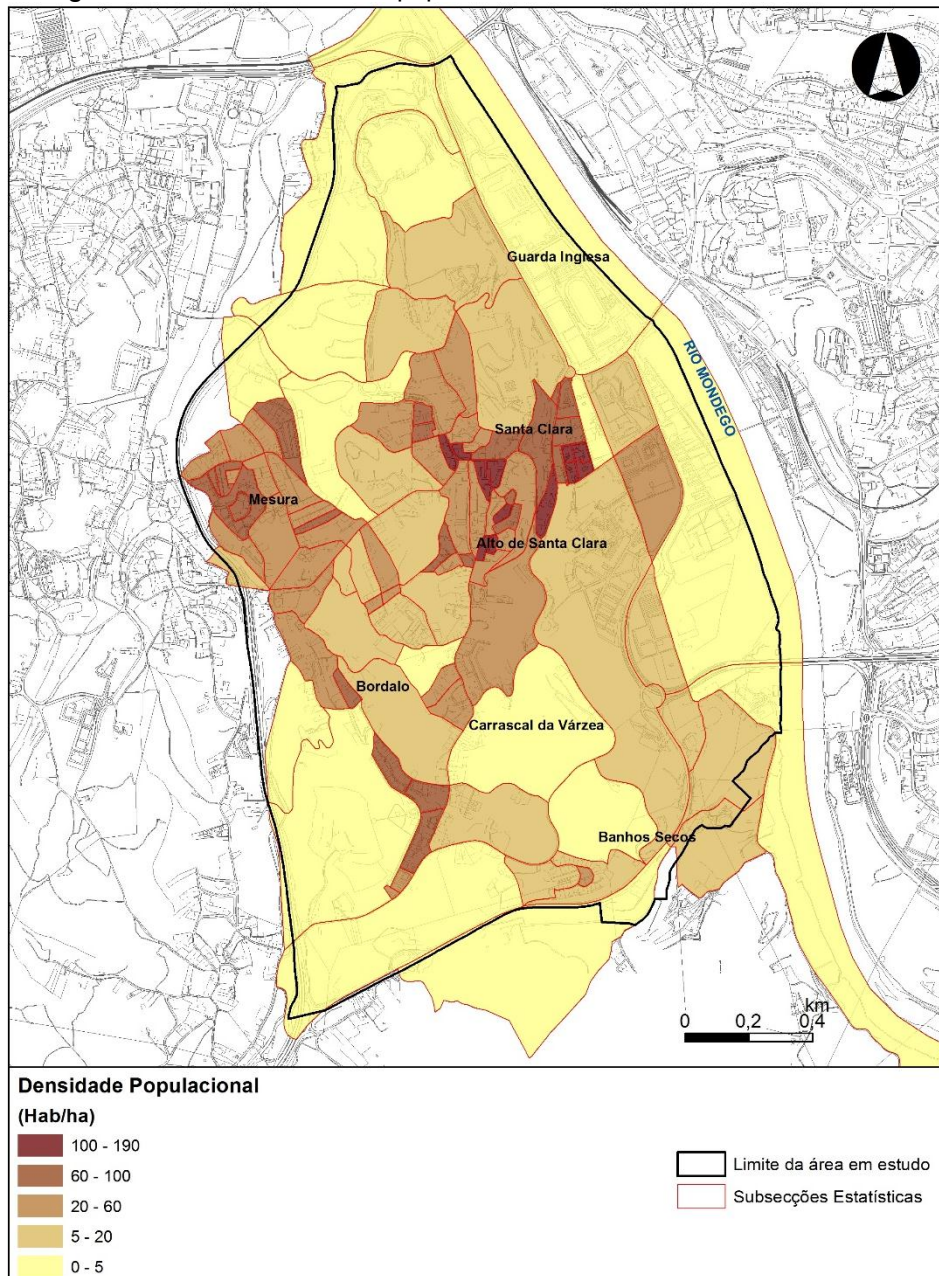 Guarda Inglesa
RIO MONDEGO
Santa Clara
Mesura
Alto de Santa Clara
Bordalo
Carrascal da Várzea
Banhos Secos
km
0 0,2 0,4
Densidade Populacional
(Hab/ha)
100 - 190
60 - 100
20 - 60
5 - 20
0 - 5
Limite da área em estudo
Subsecções Estatísticas